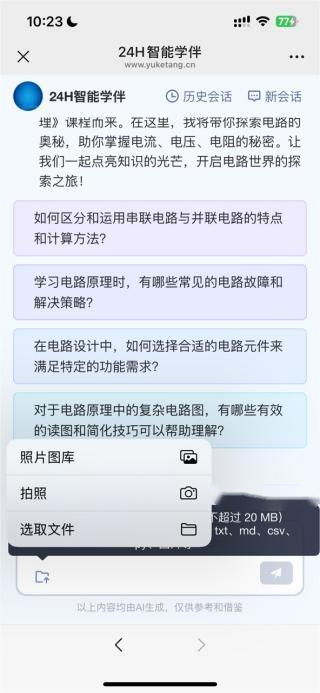 10:23
77
24H智能学伴
www.yuketang.cn
24H智能学伴
历史会话
新会话
理》课程而来。在这里，我将带你探索电路的
奥秘，助你掌握电流、电压、电阻的秘密。让
我们一起点亮知识的光芒，开启电路世界的探
索之旅！
如何区分和运用串联电路与并联电路的特点
和计算方法？
学习电路原理时，有哪些常见的电路故障和
解决策略？
在电路设计中，如何选择合适的电路元件来
满足特定的功能需求？
对于电路原理中的复杂电路图，有哪些有效
的读图和简化技巧可以帮助理解？
照片图库
拍照
选取文件
不超过 20 MB）
txt、md、csv、
以上内容均由AI生成，仅供参考和借鉴